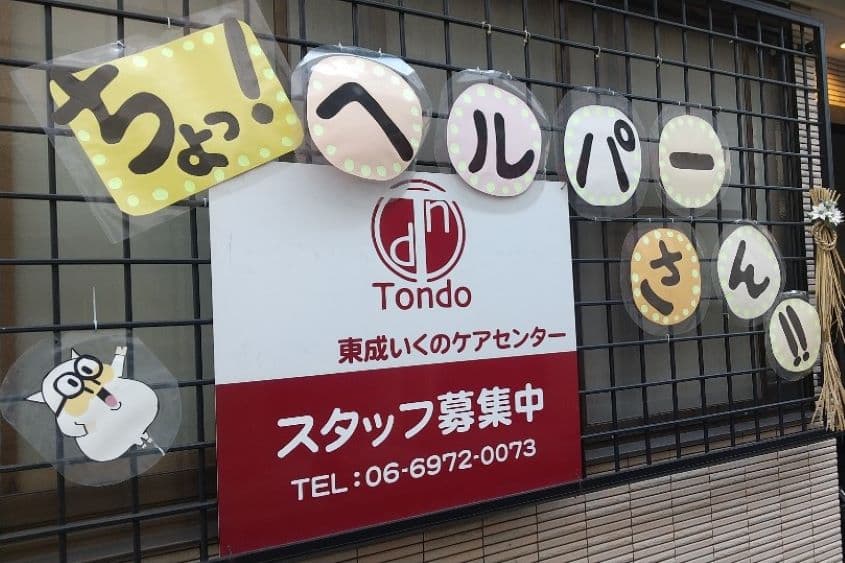 ちょっ!
ヘルパー
さん!!
dn
Tondo
東成いくのケアセンター
スタッフ募集中
TEL:06-6972-0073